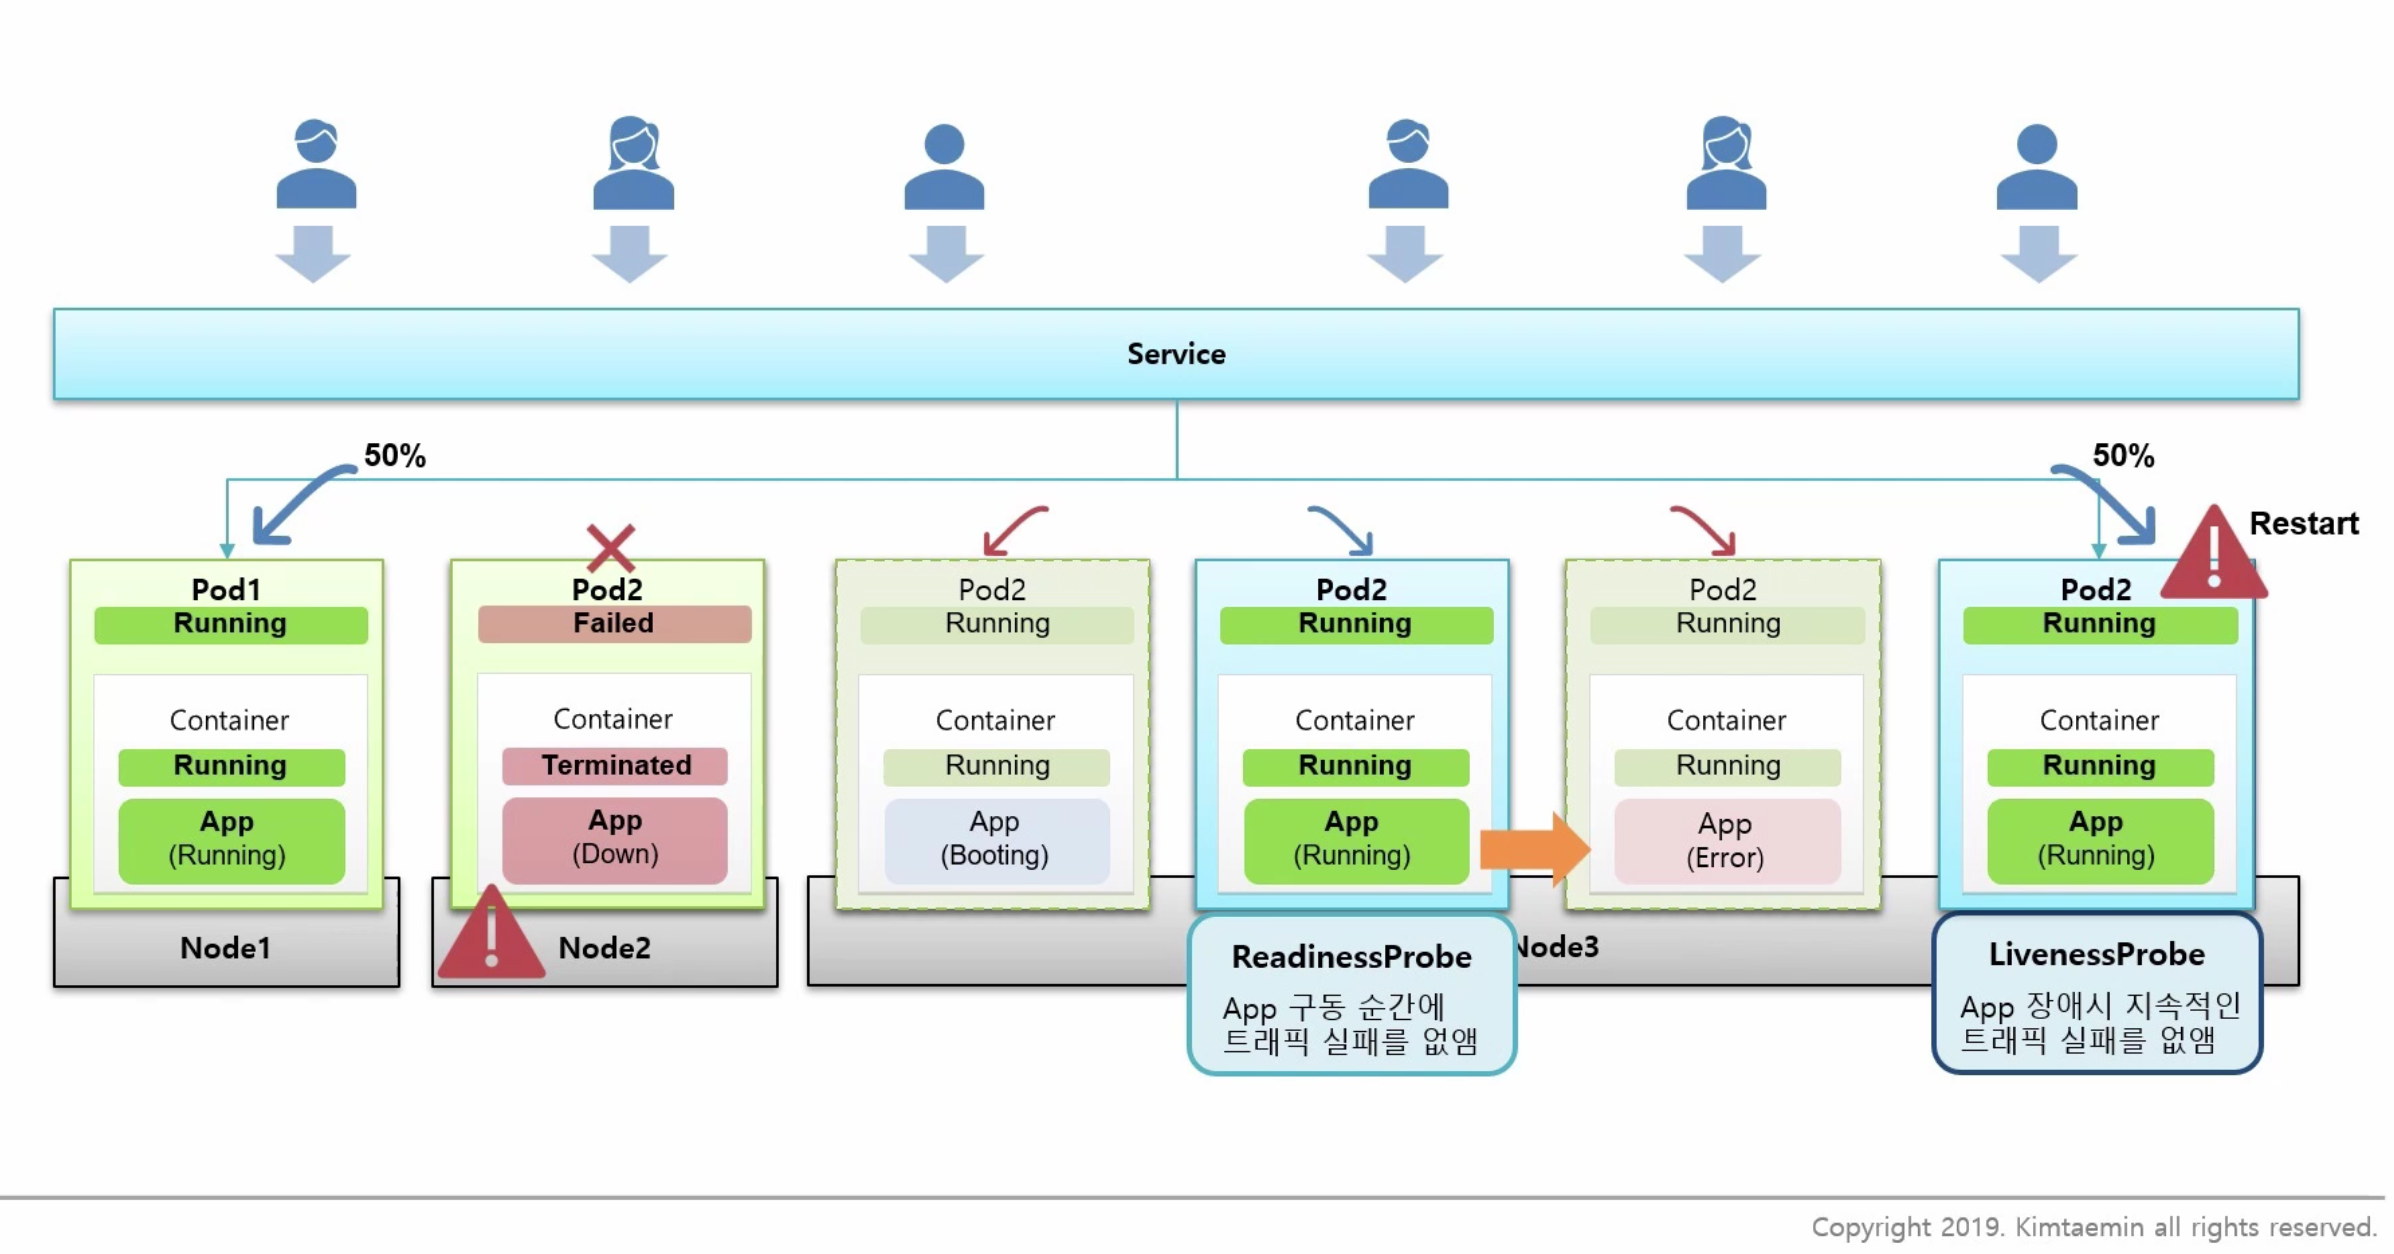 Service
50%
50%
Restart
Pod1
Running
Container
Running
App
(Running)
Pod2
Failed
Container
Terminated
App
(Down)
Pod2
Running
Container
Running
App
(Booting)
Pod2
Running
Container
Running
App
(Running)
Pod2
Running
Container
Running
App
(Error)
Pod2
Running
Container
Running
App
(Running)
Node1
Node2
Node3
ReadinessProbe
App 구동 순간에
트래픽 실패를 없앰
LivenessProbe
App 장애시 지속적인
트래픽 실패를 없앰
Copyright 2019. Kimtaemin all rights reserved.